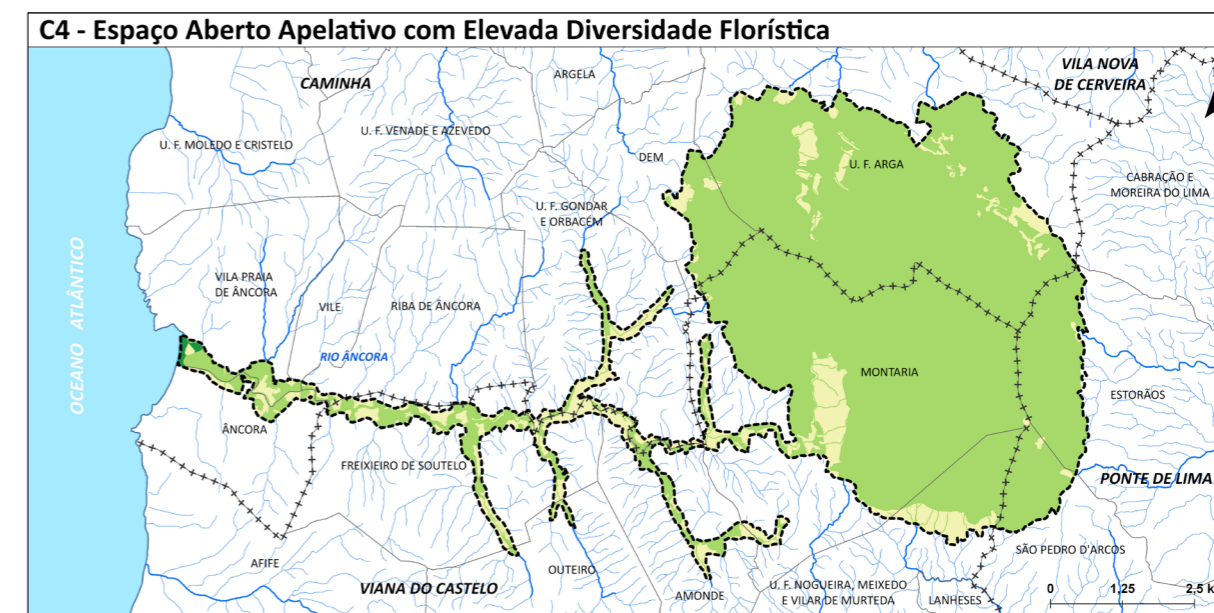 C4 - Espaço Aberto Apelativo com Elevada Diversidade Florística
CAMINHA
ARGELA
VILA NOVA
DE CERVEIRA
U. F. VENADE E AZEVEDO
U. F. MOLEDO E CRISTELO
DEM
U. F. ARGA
CABRAÇÃO E
MOREIRA DO LIMA
U. F. GONDAR
E ORBACÉM
OCEANO ATLÂNTICO
VILA PRAIA
DE ÂNCORA
VILE
RIBA DE ÂNCORA
RIO ÂNCORA
MONTARIA
ESTORÃOS
ÂNCORA
FREIXIEIRO DE SOUTELO
PONTE DE LIMA
SÃO PEDRO D'ARCOS
AFIFE
OUTEIRO
VIANA DO CASTELO
AMONDE
U. F. NOGUEIRA, MEIXEDO
E VILAR DE MURTEDA
LANHESES
0 1,25 2,5 k